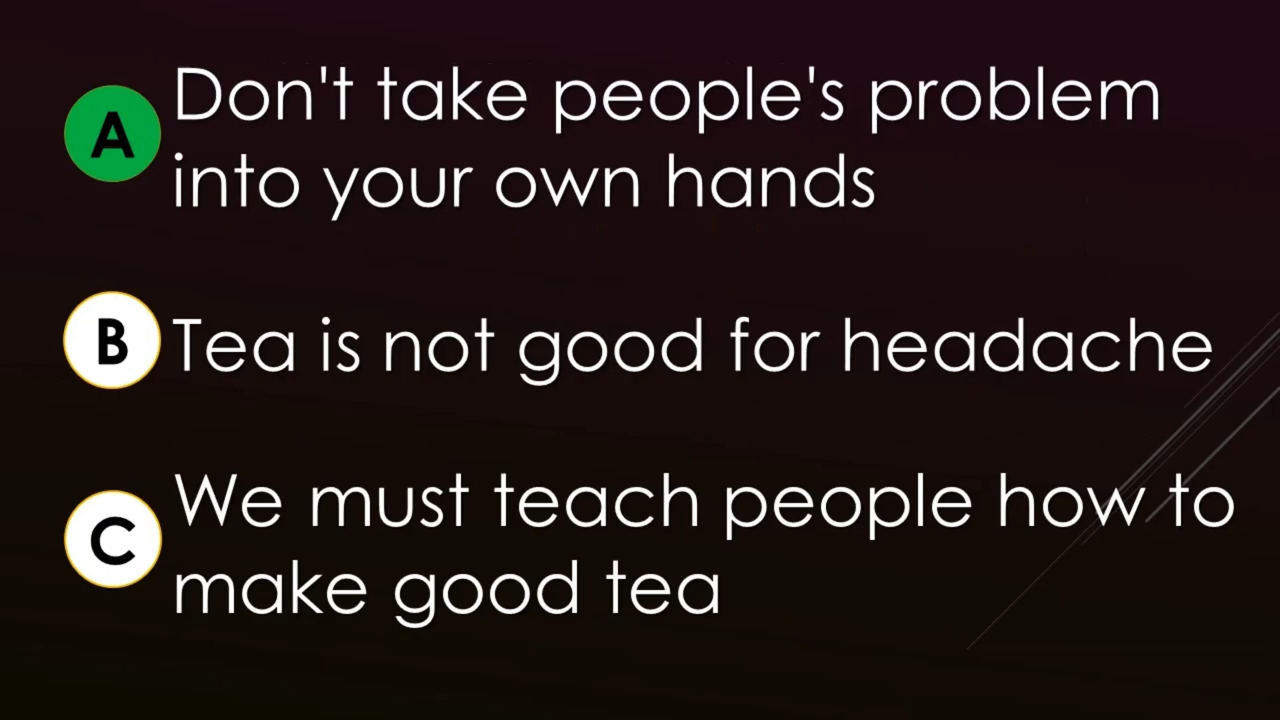 A Don't take people's problem
into your own hands
B Tea is not good for headache
C We must teach people how to
make good tea